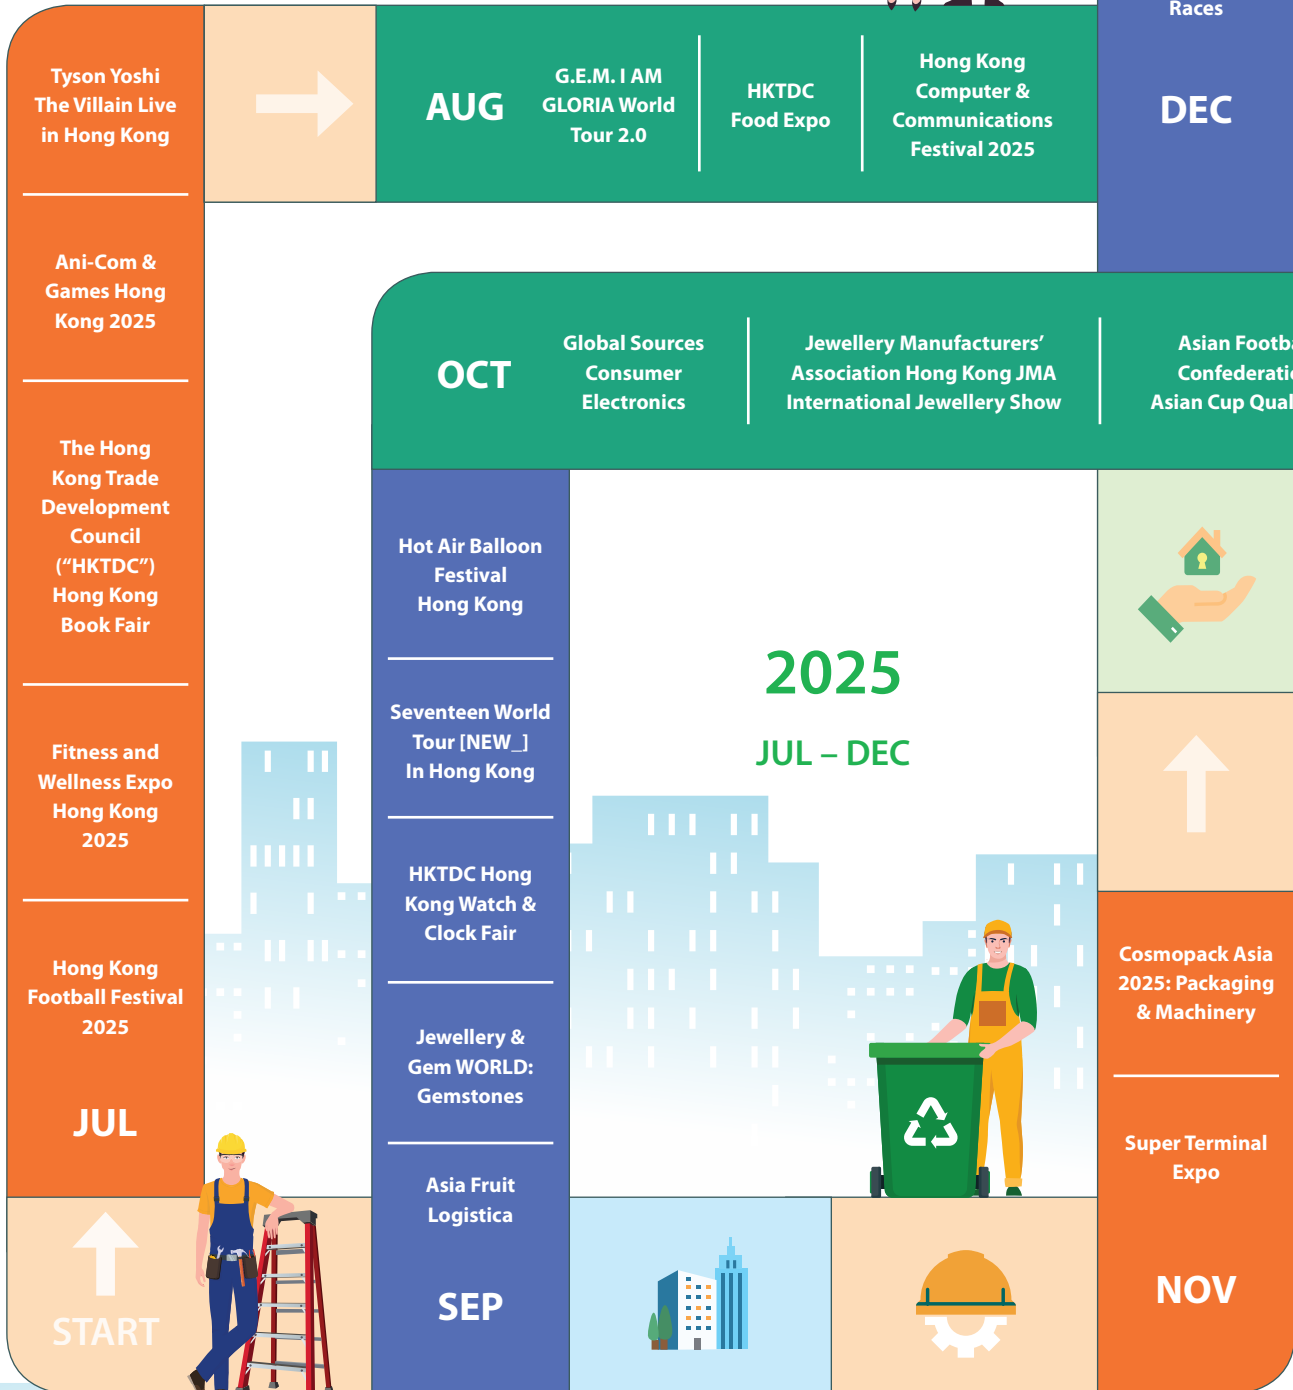 Races
Tyson Yoshi
The Villain Live
in Hong Kong
Ani-Com &
Games Hong
Kong 2025
The Hong
Kong Trade
Development
Council
(“HKTDC”)
Hong Kong
Book Fair
Fitness and
Wellness Expo
Hong Kong
2025
Hong Kong
Football Festival
2025
JUL
START
AUG
G.E.M. I AM
GLORIA World
Tour 2.0
HKTDC
Food Expo
Hong Kong
Computer &
Communications
Festival 2025
DEC
OCT
Global Sources
Consumer
Electronics
Jewellery Manufacturers’
Association Hong Kong JMA
International Jewellery Show
Asian
Asian Cup
Hot Air Balloon
Festival
Hong Kong
Seventeen World
Tour [NEW_]
In Hong Kong
HKTDC Hong
Kong Watch &
Clock Fair
Jewellery &
Gem WORLD:
Gemstones
Asia Fruit
Logistica
SEP
2025
JUL – DEC
Cosmopack Asia
2025: Packaging
& Machinery
Super Terminal
Expo
NOV